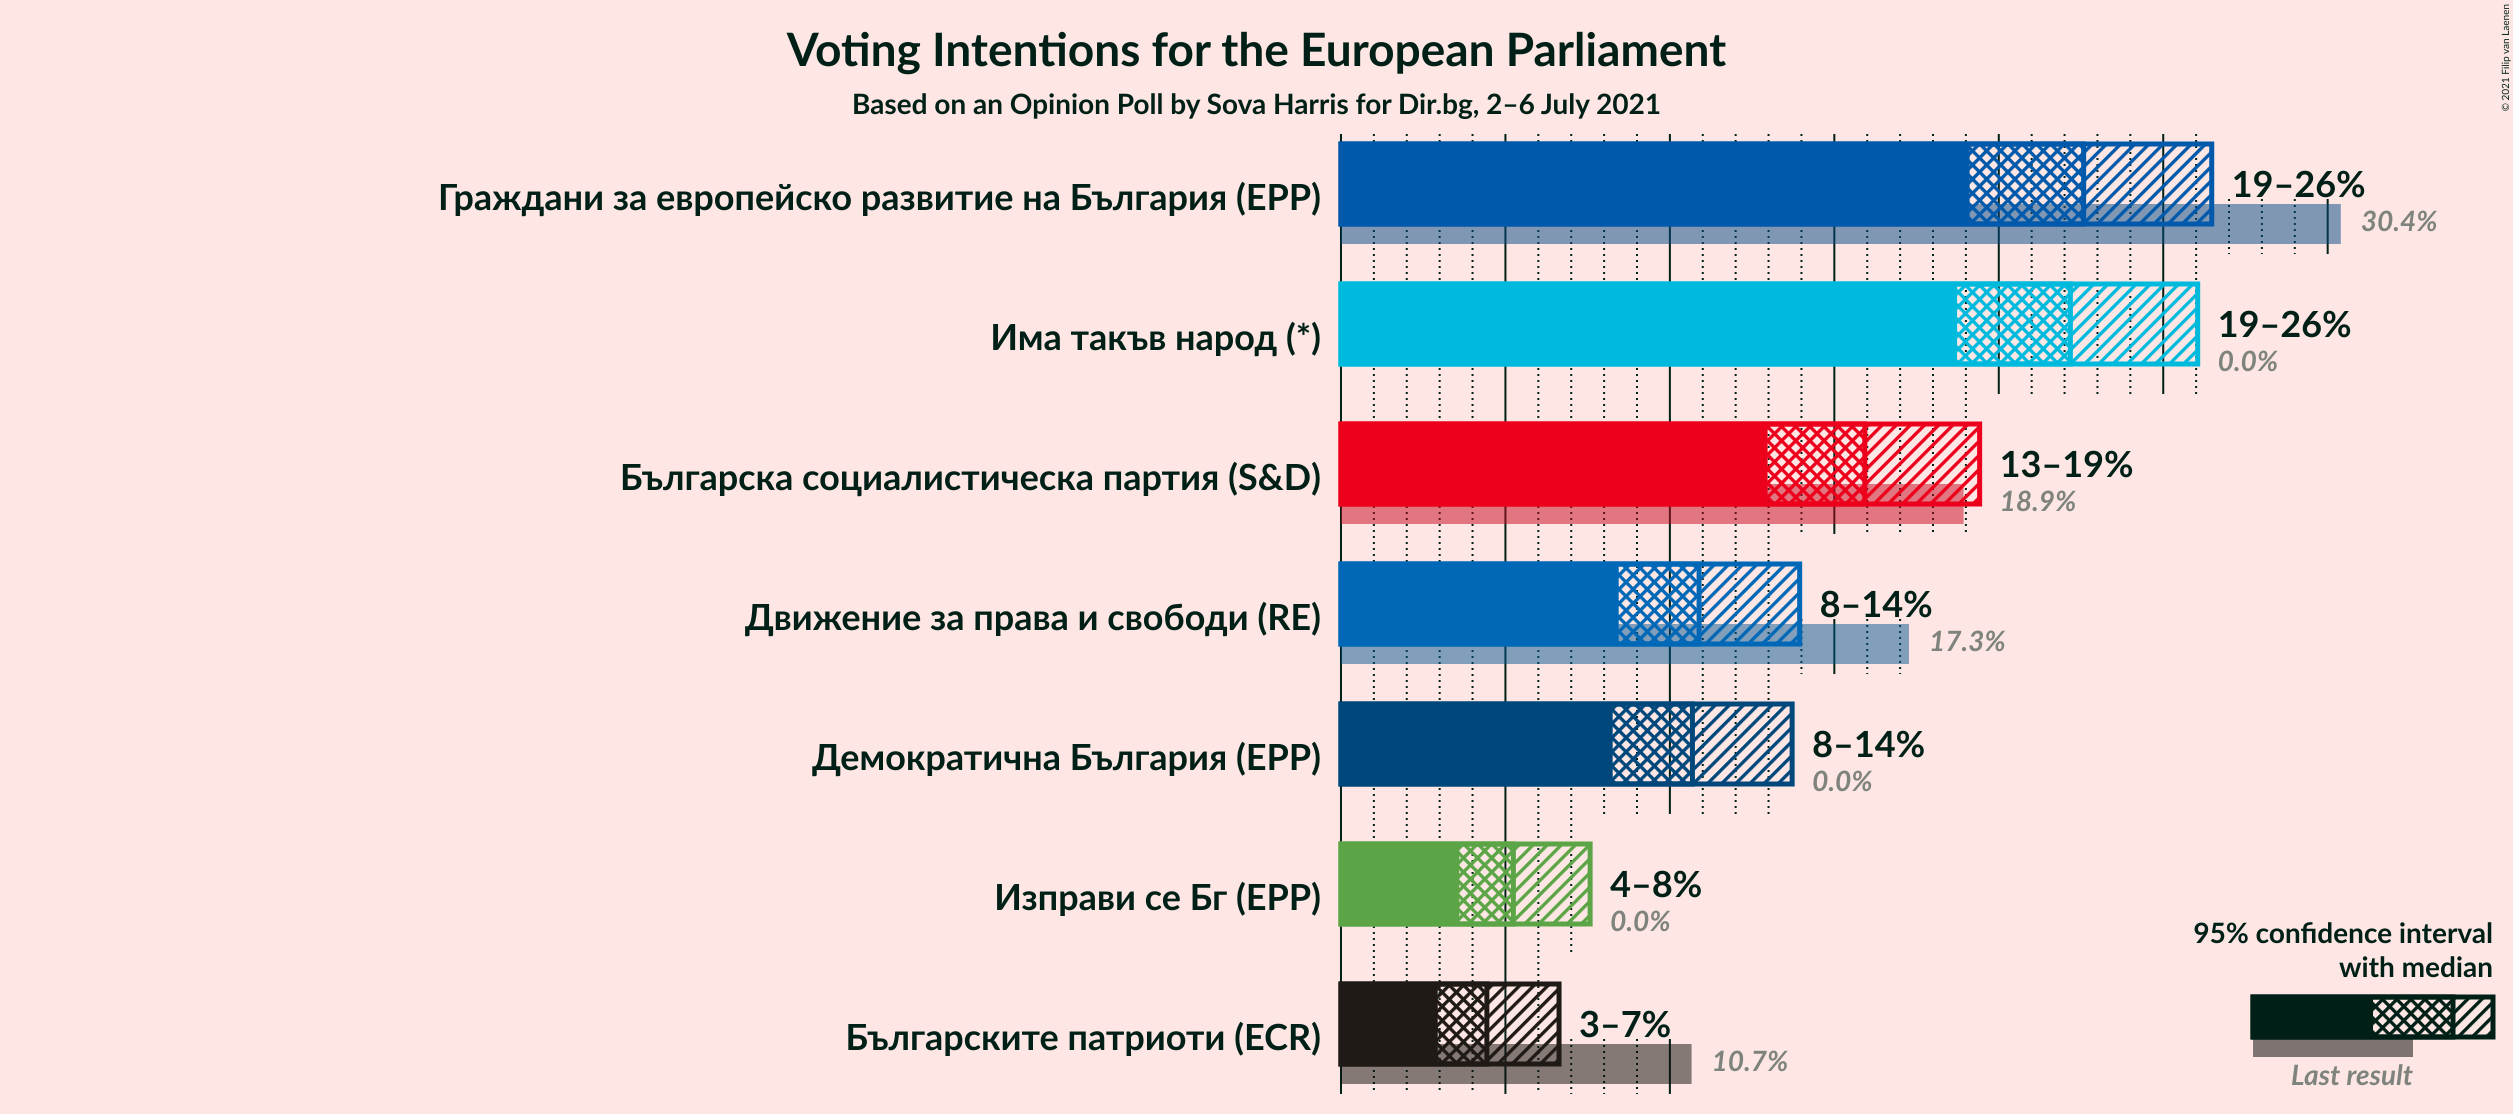 Voting Intentions for the European Parliament
Based on an Opinion Poll by Sova Harris for Dir.bg, 2–6 July 2021
© 2021 Filip van Laenen
Граждани за европейско развитие на България (EPP)
19–26%
30.4%
Има такъв народ (*)
19–26%
0.0%
Българска социалистическа партия (S&D)
13–19%
18.9%
Движение за права и свободи (RE)
8–14%
17.3%
Демократична България (EPP)
8–14%
0.0%
Изправи се Бг (EPP)
4–8%
0.0%
Българските патриоти (ECR)
3–7%
10.7%
95% confidence interval
with median
Last result